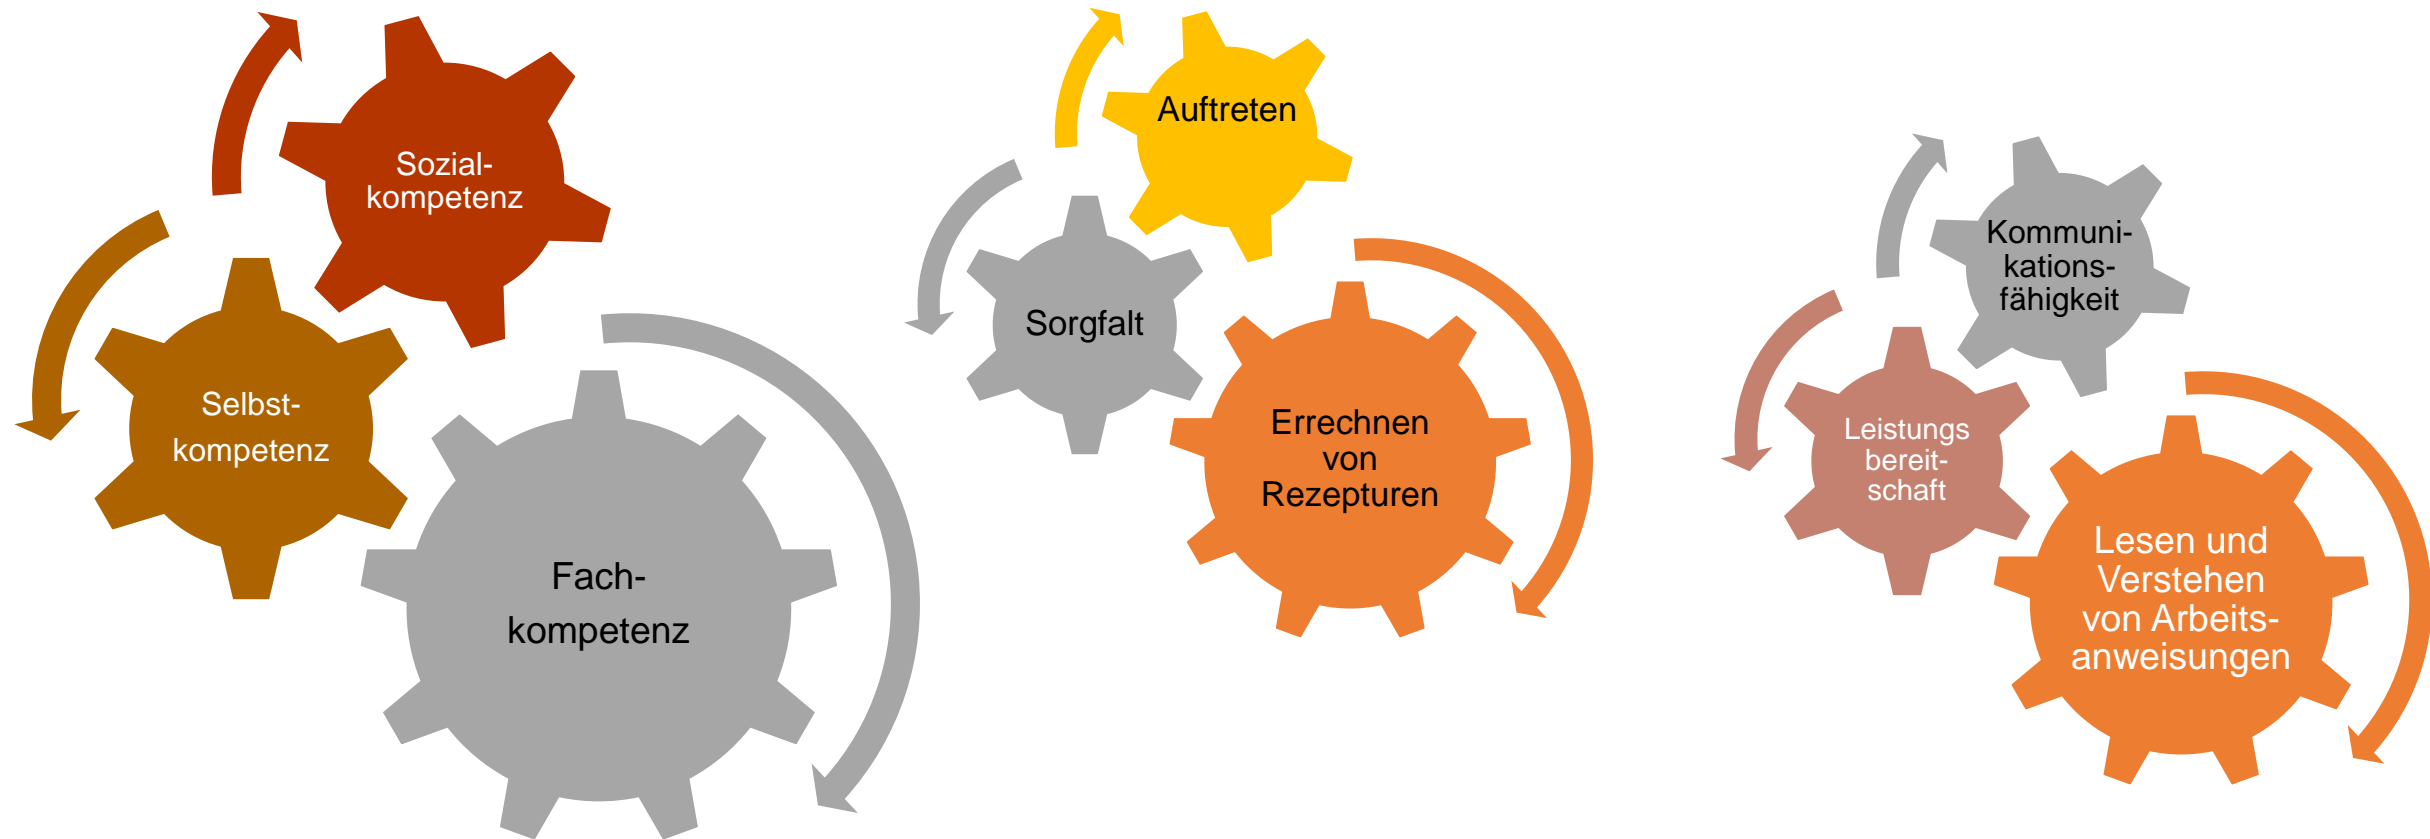 Sozial-
kompetenz
Selbst-
kompetenz
Fach-
kompetenz
Auftreten
Sorgfalt
Errechnen
von
Rezepturen
Kommuni-
kations-
fähigkeit
Leistungs
bereit-
schaft
Lesen und
Verstehen
von Arbeits-
anweisungen